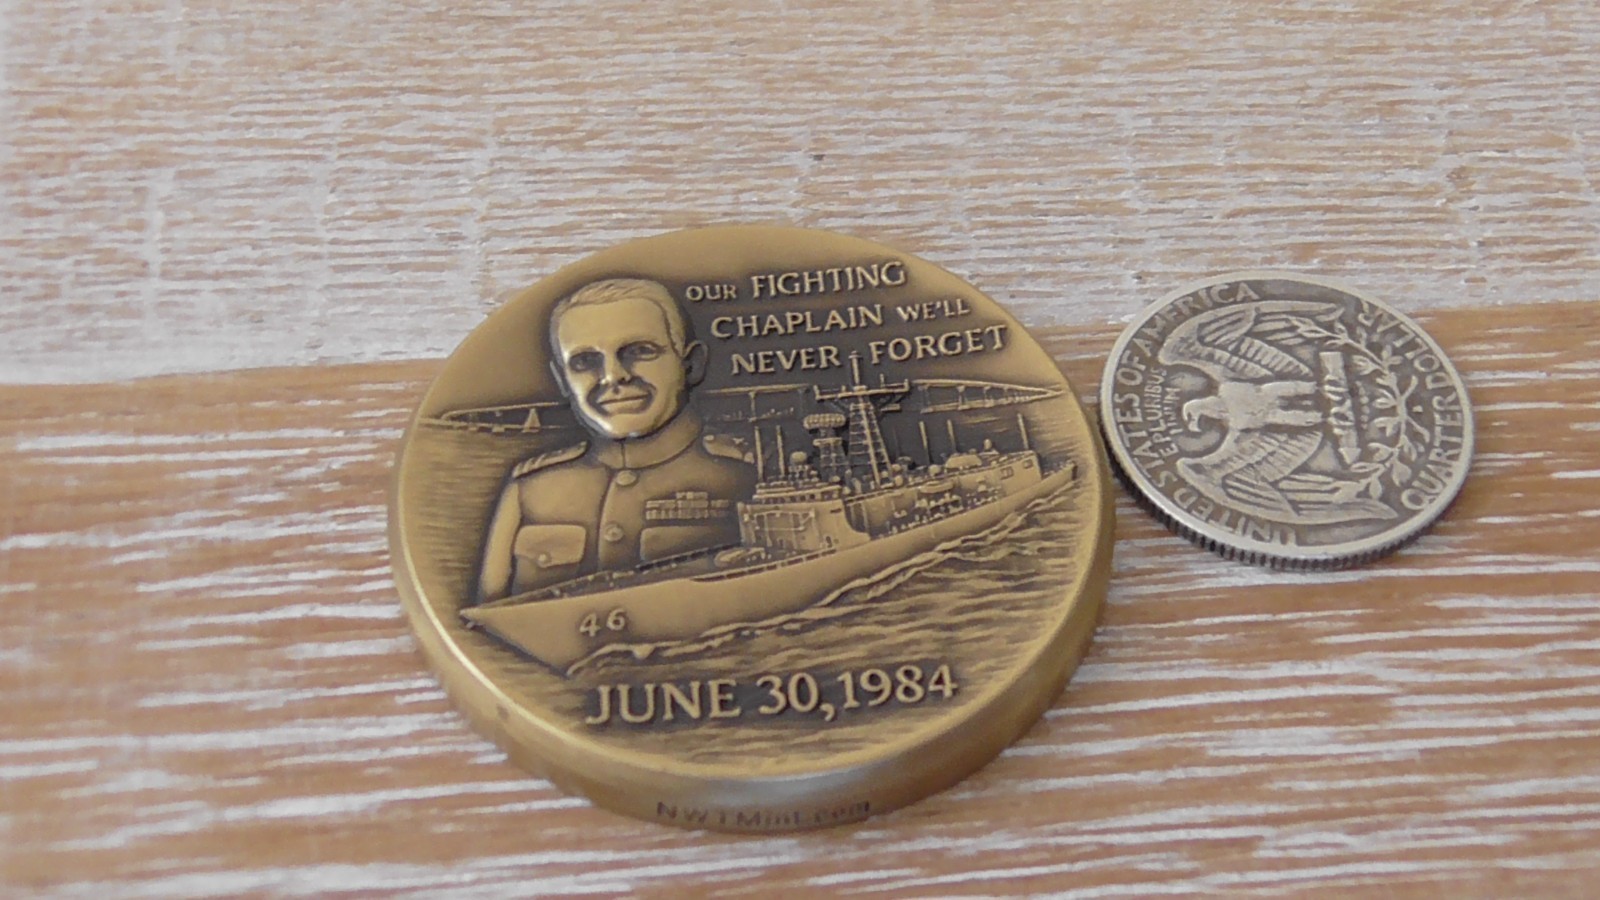 OUR FIGHTING
CHAPLAIN WE'LL
NEVER FORGET
46
JUNE 30, 1984
NWTMint.com
UNITED STATES OF AMERICA
E PLURIBUS
UNUM
QUARTER DOLLAR